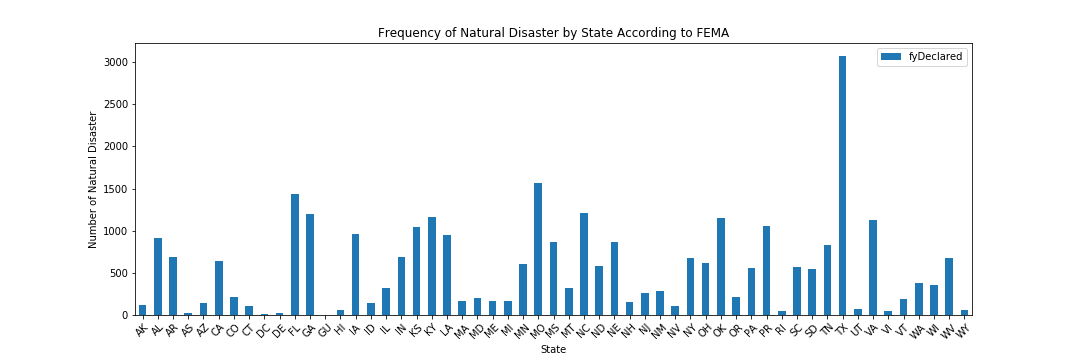 Frequency of Natural Disaster by State According to FEMA
fyDeclared
3000
2500
2000
1500
1000
500
0
Number of Natural Disaster
AK AL AR AS AZ CA CO CT DC DE FL GA GU HI IA ID IL IN KS KY LA MA MD ME MI MN MO MS MT NC ND NE NH NJ NM NV NY OH OK OR PA PR RI SC SD TN TX UT VA VI VT WA WI WV WY
State